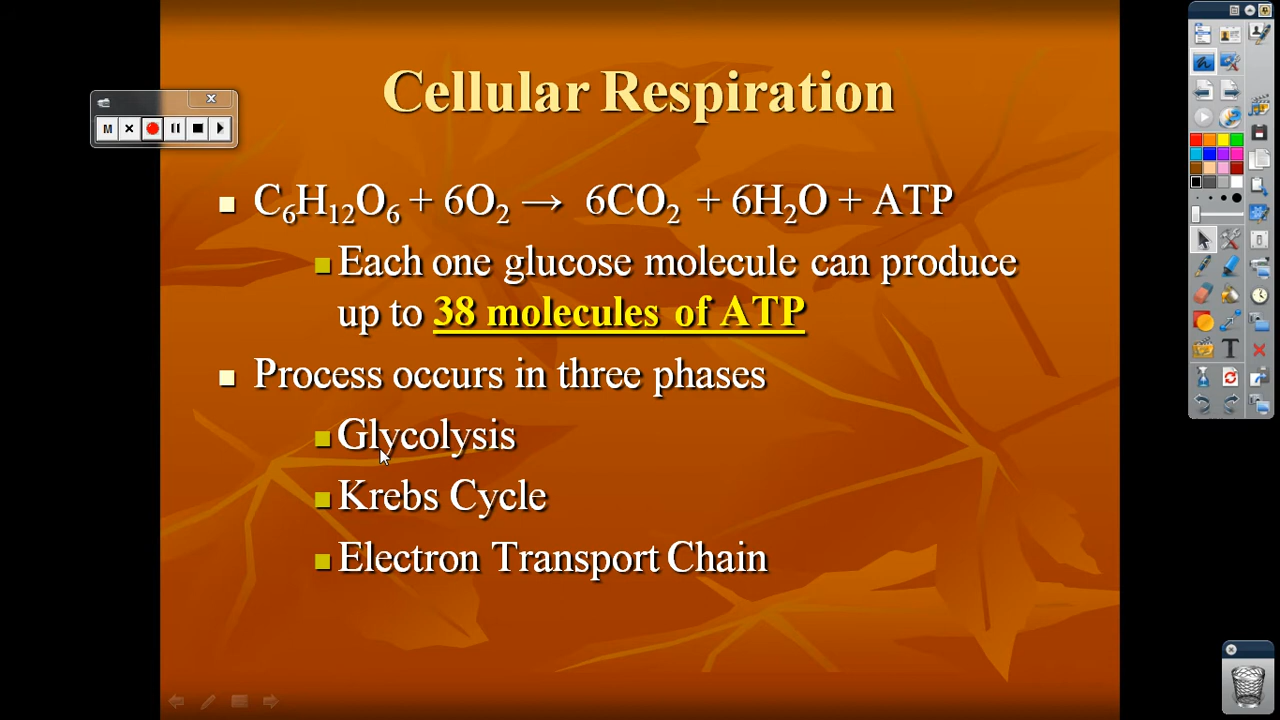 Cellular Respiration
M
C₆H₁₂O₆ + 6O₂ → 6CO₂ + 6H₂O + ATP
Each one glucose molecule can produce
up to 38 molecules of ATP
Process occurs in three phases
Glycolysis
Krebs Cycle
Electron Transport Chain
T